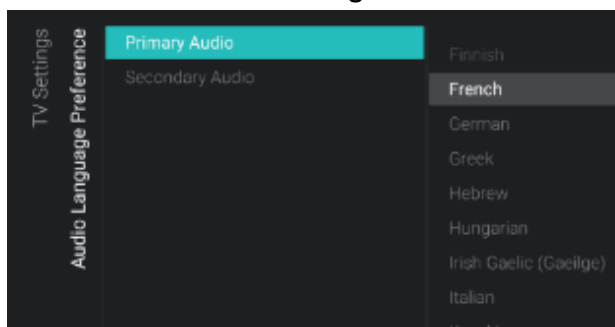 TV Settings
Audio Language Preference
Primary Audio
Secondary Audio
Finnish
French
German
Greek
Hebrew
Hungarian
Irish Gaelic (Gaeilge)
Italian